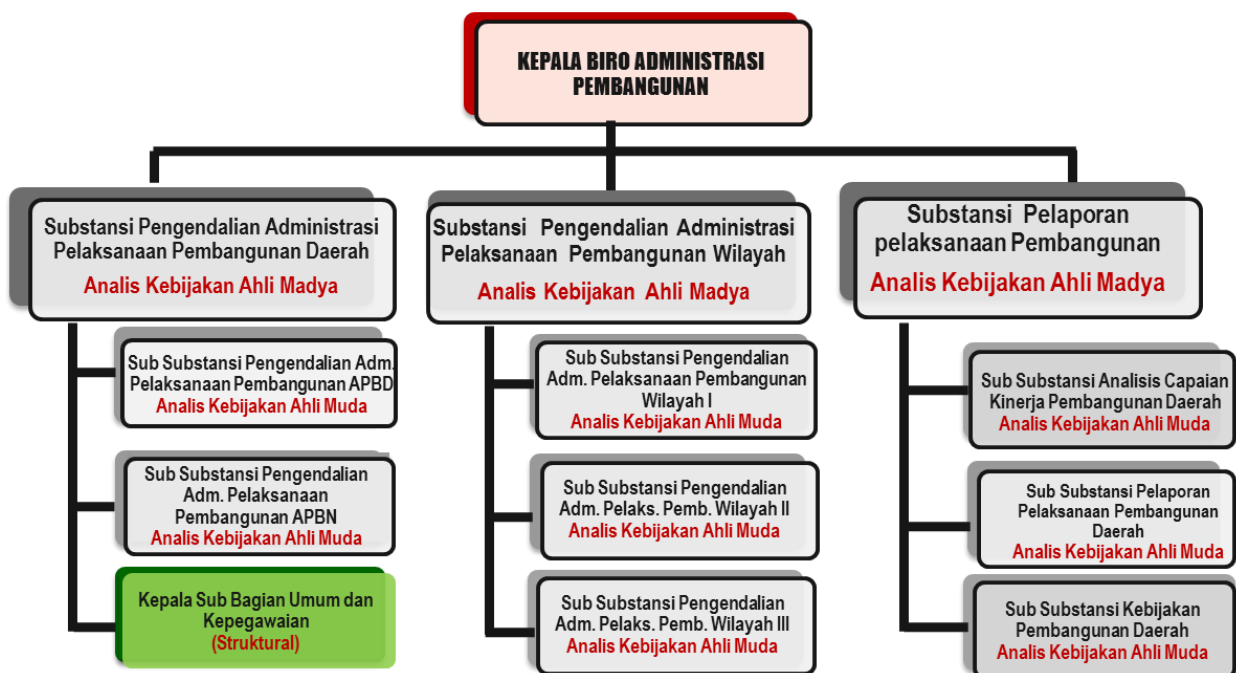 KEPALA BIRO ADMINISTRASI
PEMBANGUNAN
Substansi Pengendalian Administrasi
Pelaksanaan Pembangunan Daerah
Analis Kebijakan Ahli Madya
Sub Substansi Pengendalian Adm.
Pelaksanaan Pembangunan APBD
Analis Kebijakan Ahli Muda
Sub Substansi Pengendalian
Adm. Pelaksanaan
Pembangunan APBN
Analis Kebijakan Ahli Muda
Kepala Sub Bagian Umum dan
Kepegawaian
(Struktural)
Substansi Pengendalian Administrasi
Pelaksanaan Pembangunan Wilayah
Analis Kebijakan Ahli Madya
Sub Substansi Pengendalian
Adm. Pelaksanaan Pembangunan
Wilayah I
Analis Kebijakan Ahli Muda
Sub Substansi Pengendalian
Adm. Pelaks. Pemb. Wilayah II
Analis Kebijakan Ahli Muda
Sub Substansi Pengendalian
Adm. Pelaks. Pemb. Wilayah III
Analis Kebijakan Ahli Muda
Substansi Pelaporan
pelaksanaan Pembangunan
Analis Kebijakan Ahli Madya
Sub Substansi Analisis Capaian
Kinerja Pembangunan Daerah
Analis Kebijakan Ahli Muda
Sub Substansi Pelaporan
Pelaksanaan Pembangunan
Daerah
Analis Kebijakan Ahli Muda
Sub Substansi Kebijakan
Pembangunan Daerah
Analis Kebijakan Ahli Muda